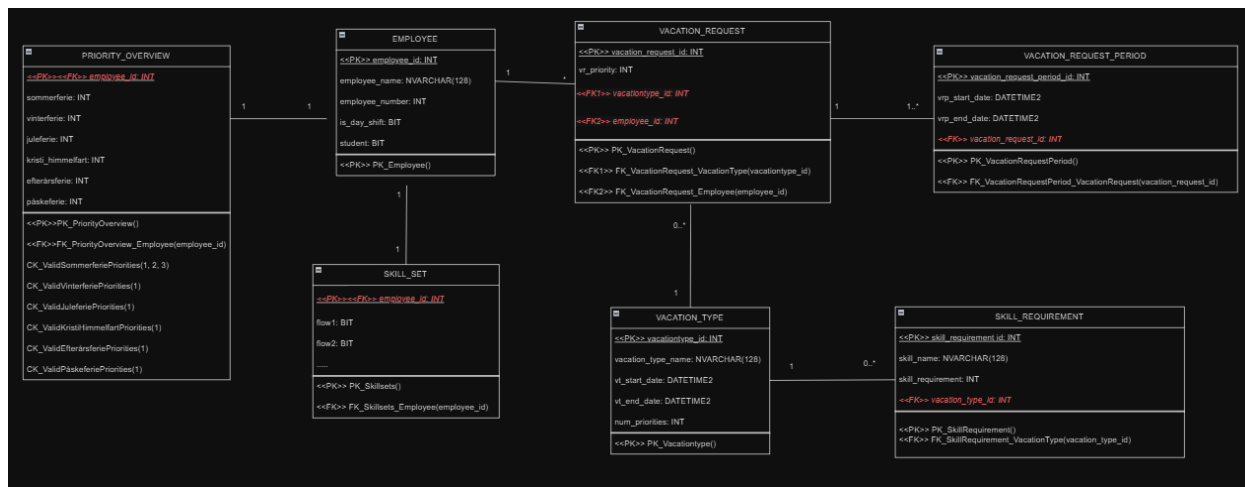 PRIORITY_OVERVIEW
<<PK>><<FK>> employee_id: INT
sommerferie: INT
vinterferie: INT
juleferie: INT
kristi_himmelfart: INT
efterårsferie: INT
påskeferie: INT
<<PK>>PK_PriorityOverview()
<<FK>>FK_PriorityOverview_Employee(employee_id)
CK_ValidSommerferiePriorities(1, 2, 3)
CK_ValidVinterferiePriorities(1)
CK_ValidJuleferiePriorities(1)
CK_ValidKristiHimmelfartPriorities(1)
CK_ValidEfterårsferiePriorities(1)
CK_ValidPåskeferiePriorities(1)
1
1
EMPLOYEE
<<PK>> employee_id: INT
employee_name: NVARCHAR(128)
employee_number: INT
is_day_shift: BIT
student: BIT
<<PK>> PK_Employee()
1
*
1
1
SKILL_SET
<<PK>><<FK>> employee_id: INT
flow1: BIT
flow2: BIT
.....
<<PK>> PK_Skillsets()
<<FK>> FK_Skillsets_Employee(employee_id)
VACATION_REQUEST
<<PK>> vacation_request_id: INT
vr_priority: INT
<<FK1>> vacationtype_id: INT
<<FK2>> employee_id: INT
<<PK>> PK_VacationRequest()
<<FK1>> FK_VacationRequest_VacationType(vacationtype_id)
<<FK2>> FK_VacationRequest_Employee(employee_id)
1
1..*
0..*
1
VACATION_REQUEST_PERIOD
<<PK>> vacation_request_period_id: INT
vrp_start_date: DATETIME2
vrp_end_date: DATETIME2
<<FK>> vacation_request_id: INT
<<PK>> PK_VacationRequestPeriod()
<<FK>> FK_VacationRequestPeriod_VacationRequest(vacation_request_id)
VACATION_TYPE
<<PK>> vacationtype_id: INT
vacation_type_name: NVARCHAR(128)
vt_start_date: DATETIME2
vt_end_date: DATETIME2
num_priorities: INT
<<PK>> PK_Vacationtype()
1
0..*
SKILL_REQUIREMENT
<<PK>> skill_requirement id: INT
skill_name: NVARCHAR(128)
skill_requirement: INT
<<FK>> vacation_type_id: INT
<<PK>> PK_SkillRequirement()
<<FK>> FK_SkillRequirement_VacationType(vacation_type_id)